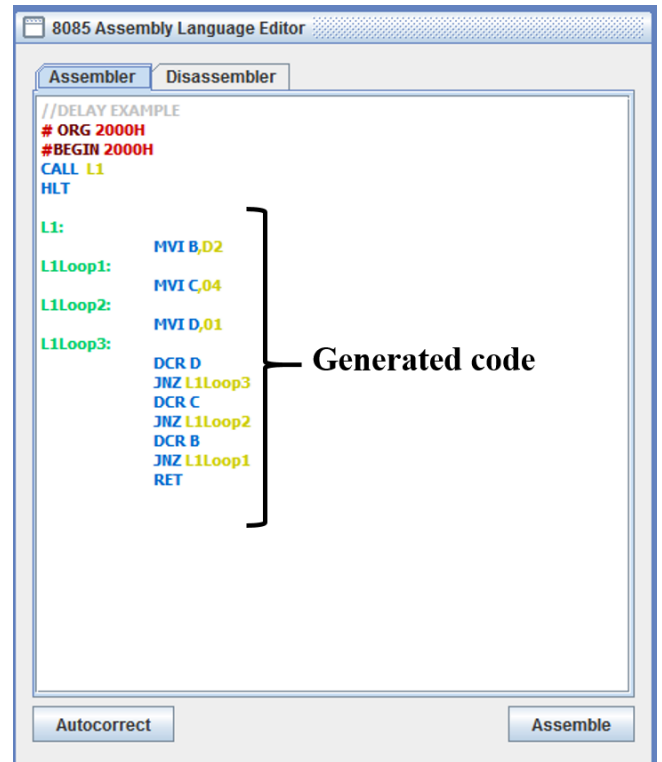 8085 Assembly Language Editor
Assembler Disassembler
//DELAY EXAMPLE
# ORG 2000H
#BEGIN 2000H
CALL L1
HLT
L1:
MVI B,D2
L1Loop1:
MVI C,04
L1Loop2:
MVI D,01
L1Loop3:
DCR D
JNZ L1Loop3
DCR C
JNZ L1Loop2
DCR B
JNZ L1Loop1
RET
Generated code
Autocorrect Assemble